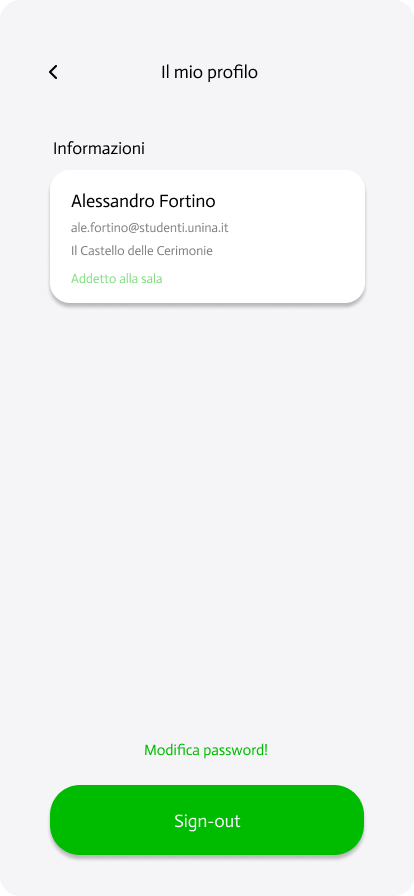 Il mio profilo
Informazioni
Alessandro Fortino
ale.fortino@studenti.unina.it
Il Castello delle Cerimonie
Addetto alla sala
Modifica password!
Sign-out